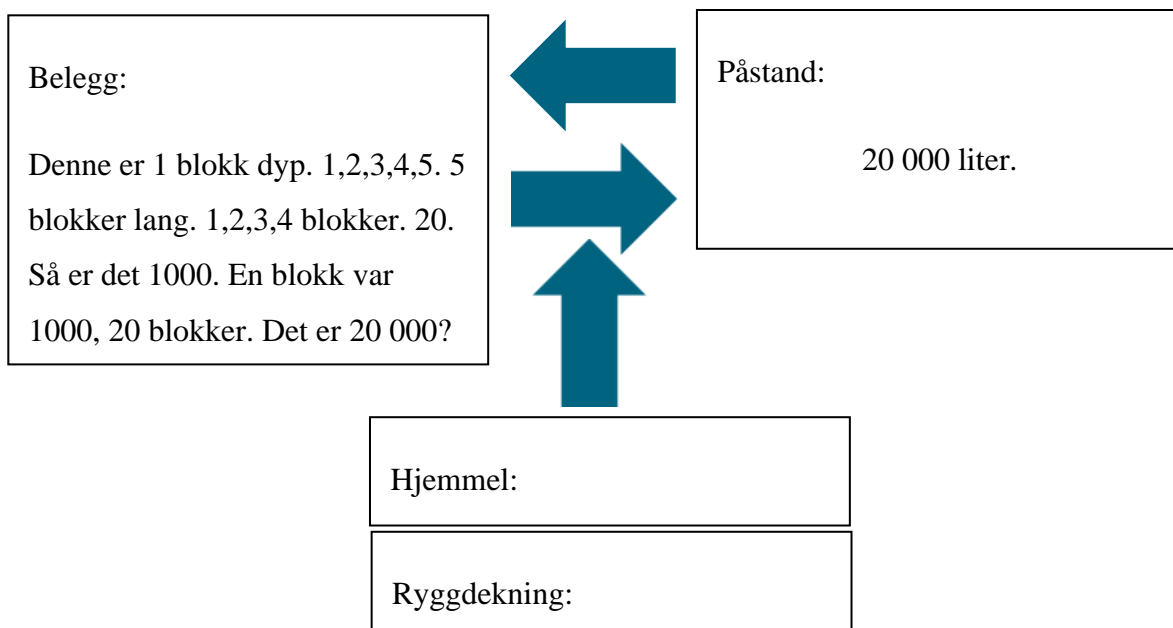 Belegg:
Denne er 1 blokk dyp. 1,2,3,4,5. 5
blokker lang. 1,2,3,4 blokker. 20.
Så er det 1000. En blokk var
1000, 20 blokker. Det er 20 000?
Påstand:
20 000 liter.
Hjemmel:
Ryggdekning: